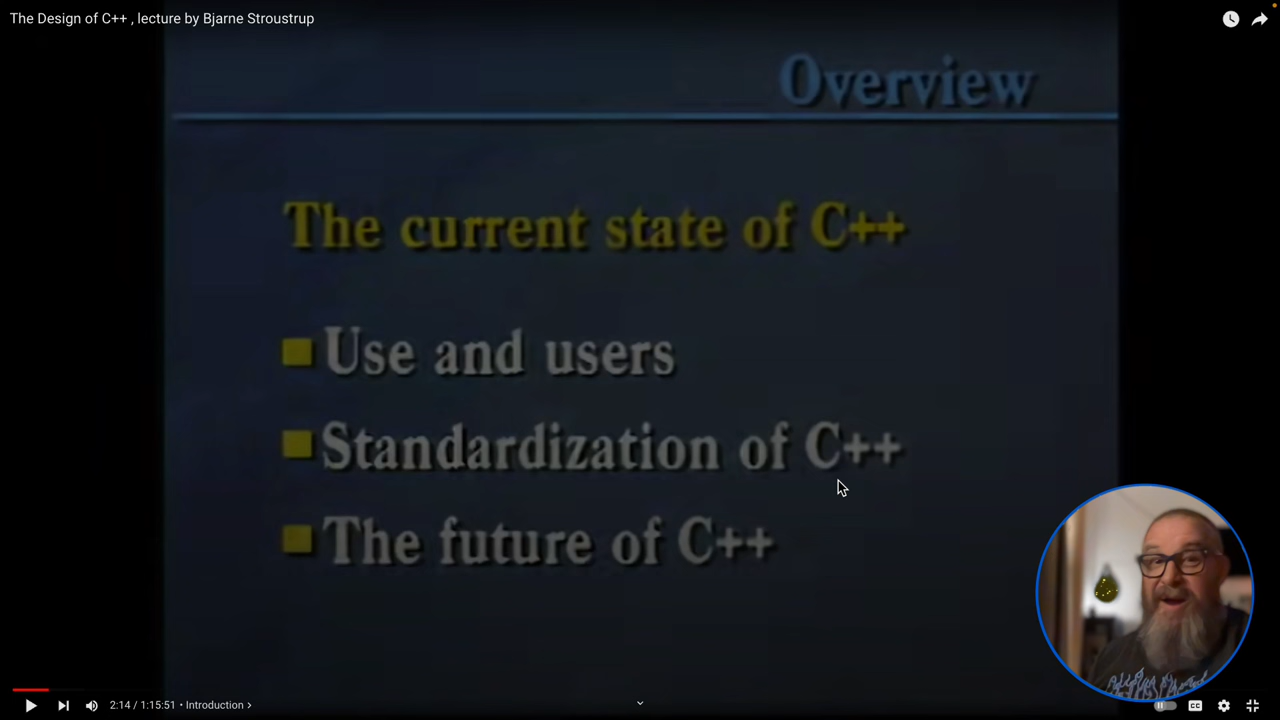 The Design of C++ , lecture by Bjarne Stroustrup
Overview
The current state of C++
Use and users
Standardization of C++
The future of C++
2:14 / 1:15:51 • Introduction >
CC